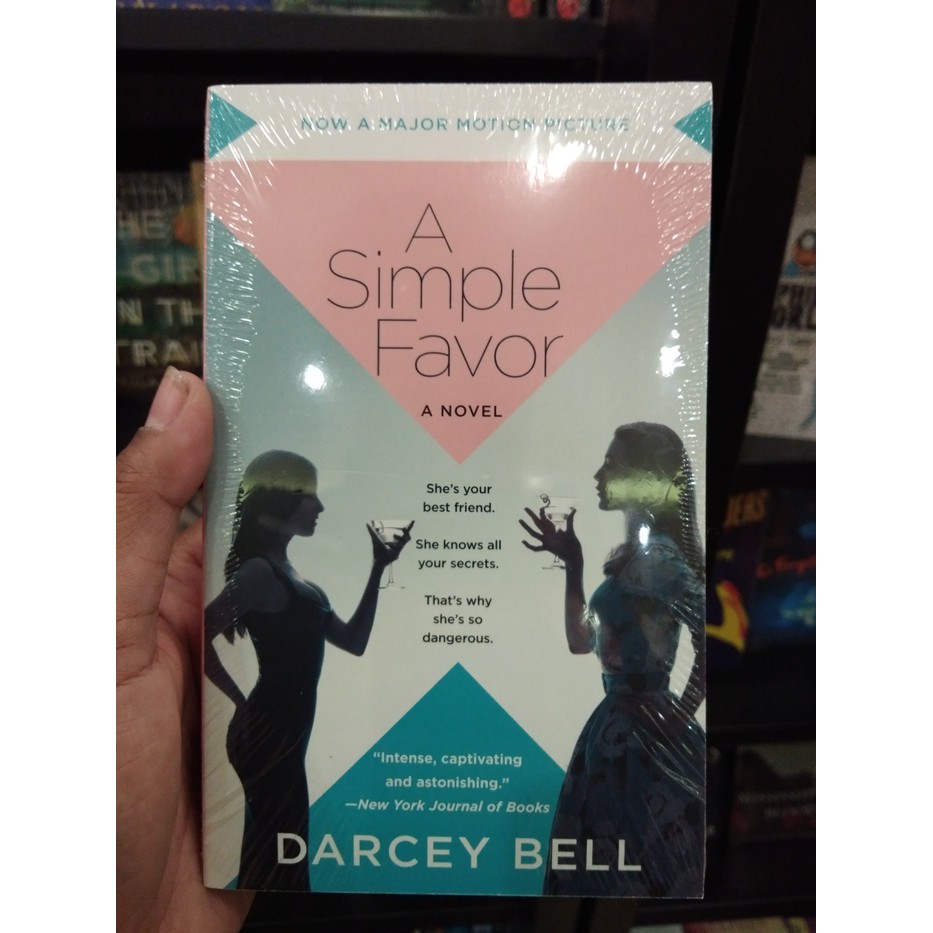 NOW A MAJOR MOTION PICTURE
A
Simple
Favor
A NOVEL
She's your
best friend.
She knows all
your secrets.
That's why
she's so
dangerous.
"Intense, captivating
and astonishing."
—New York Journal of Books
DARCEY BELL